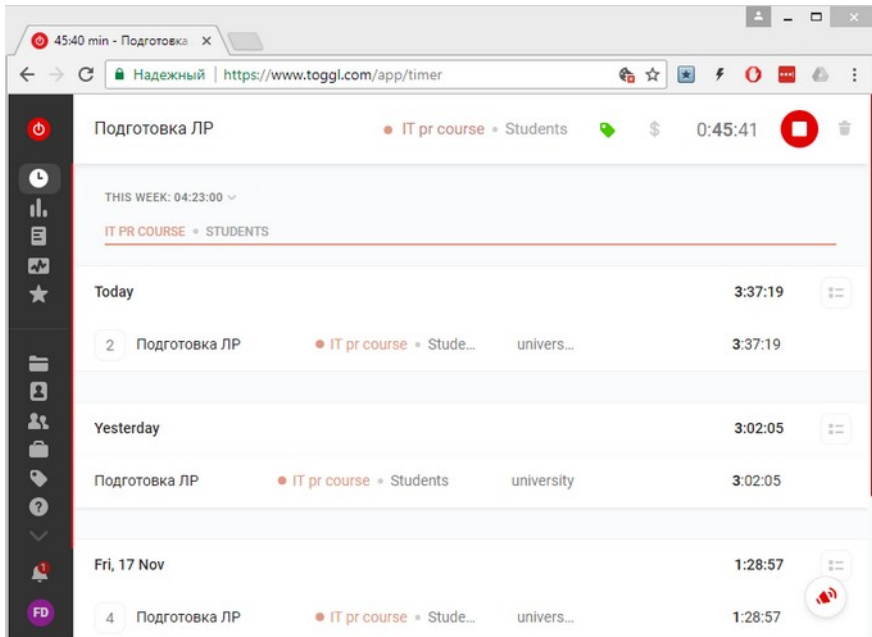 45:40 min - Подготовка
Надежный | https://www.toggl.com/app/timer
Подготовка ЛР • IT pr course • Students $ 0:45:41
THIS WEEK: 04:23:00
IT PR COURSE • STUDENTS
Today 3:37:19
2 Подготовка ЛР • IT pr course • Stude... univers... 3:37:19
Yesterday 3:02:05
Подготовка ЛР • IT pr course • Students university 3:02:05
Fri, 17 Nov 1:28:57
4 Подготовка ЛР • IT pr course • Stude... univers... 1:28:57
1
FD